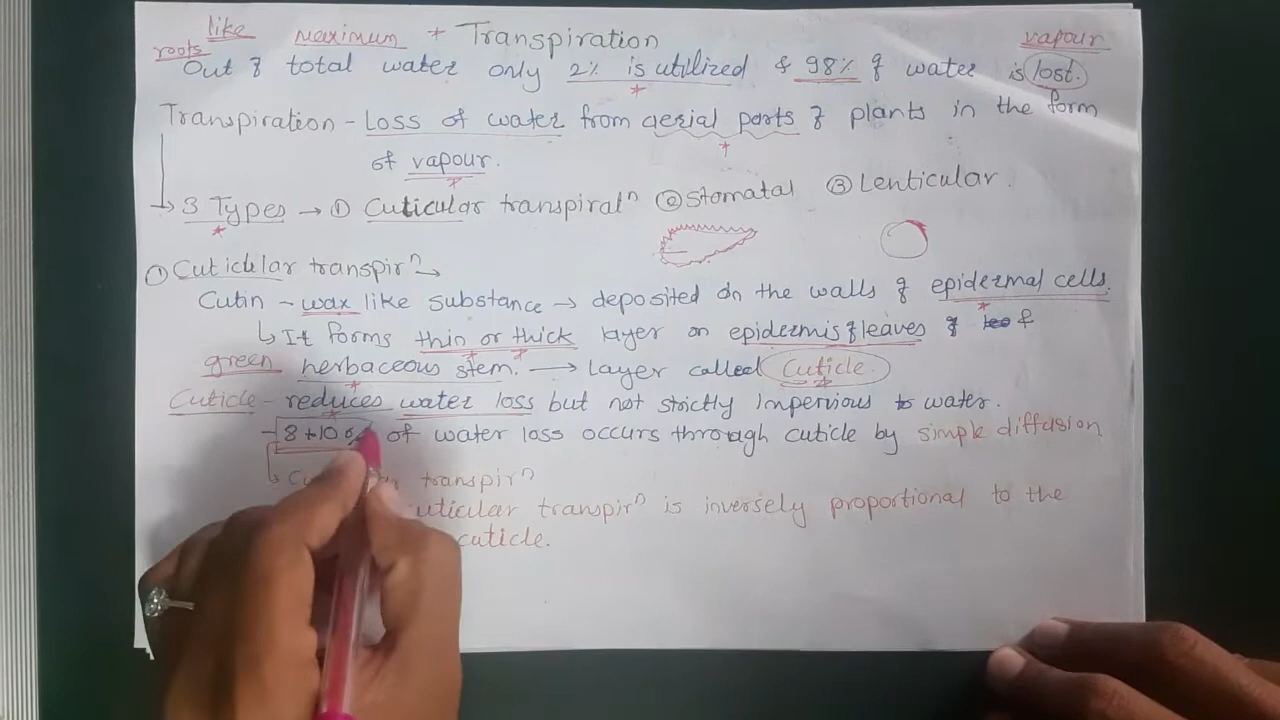 like maximum * Transpiration vapour
roots
Out of total water only 2% is utilized & 98% of water is lost.
Transpiration - Loss of water from aerial parts of plants in the form
of vapour.
→ 3 Types → ① Cuticular transpiratⁿ ② Stomatal ③ Lenticular.
① Cuticular transpirⁿ →
Cutin - wax like substance → deposited on the walls of epidermal cells.
↳ It forms thin or thick layer on epidermis of leaves of &
green herbaceous stem. → layer called Cuticle.
Cuticle - reduces water loss but not strictly impervious to water.
- 8 to 10% of water loss occurs through cuticle by simple diffusion
↳ transpirⁿ
cuticular transpirⁿ is inversely proportional to the
cuticle.